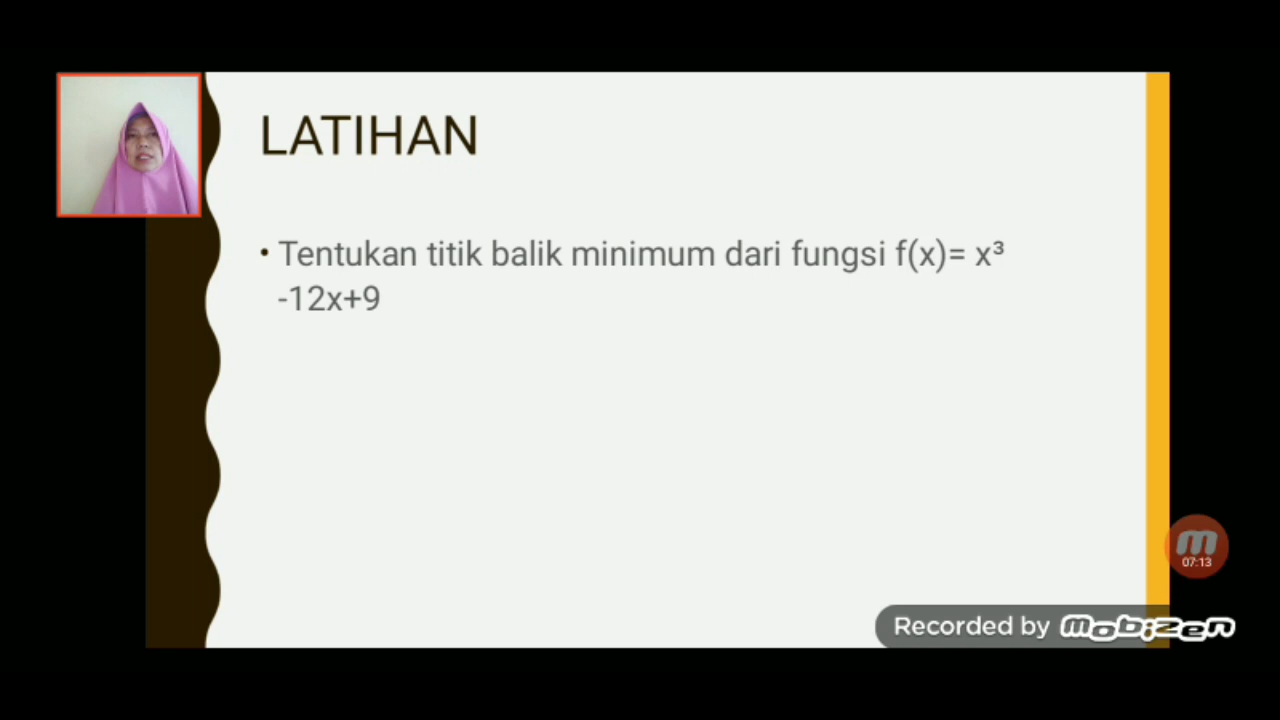 LATIHAN
• Tentukan titik balik minimum dari fungsi f(x)= x³
-12x+9
07:13
Recorded by mobizen